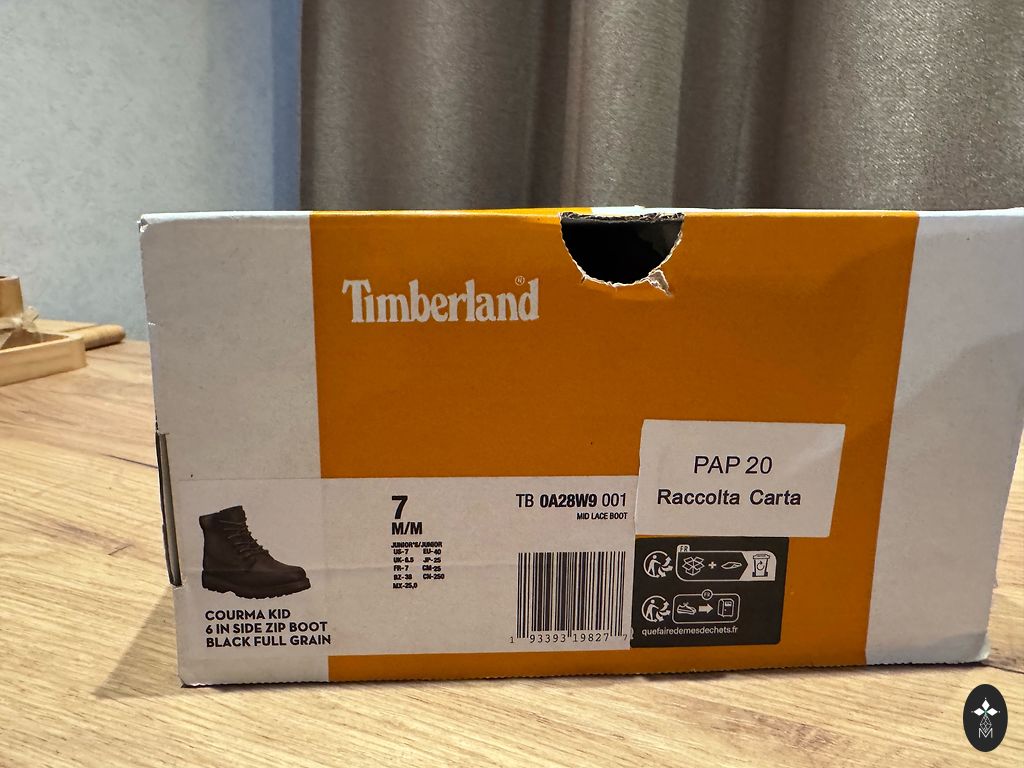 Timberland®
PAP 20
Raccolta Carta
7
M/M
TB 0A28W9 001
MID LACE BOOT
JUNIOR'S/JUNIOR
US-7 EU-40
UK-6.5 JP-25
FR-7 CM-25
BZ-38 CN-250
MX-25,0
COURMA KID
6 IN SIDE ZIP BOOT
BLACK FULL GRAIN
1 93393 19827 7
FR
FR
quefairedemesdechets.fr
M